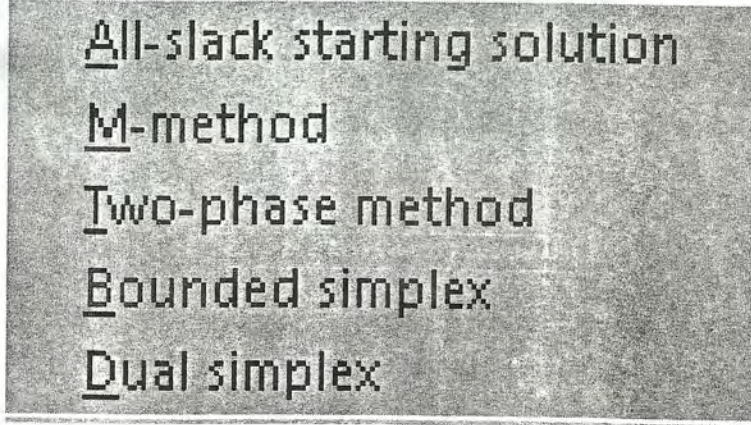 All-slack starting solution
M-method
Two-phase method
Bounded simplex
Dual simplex